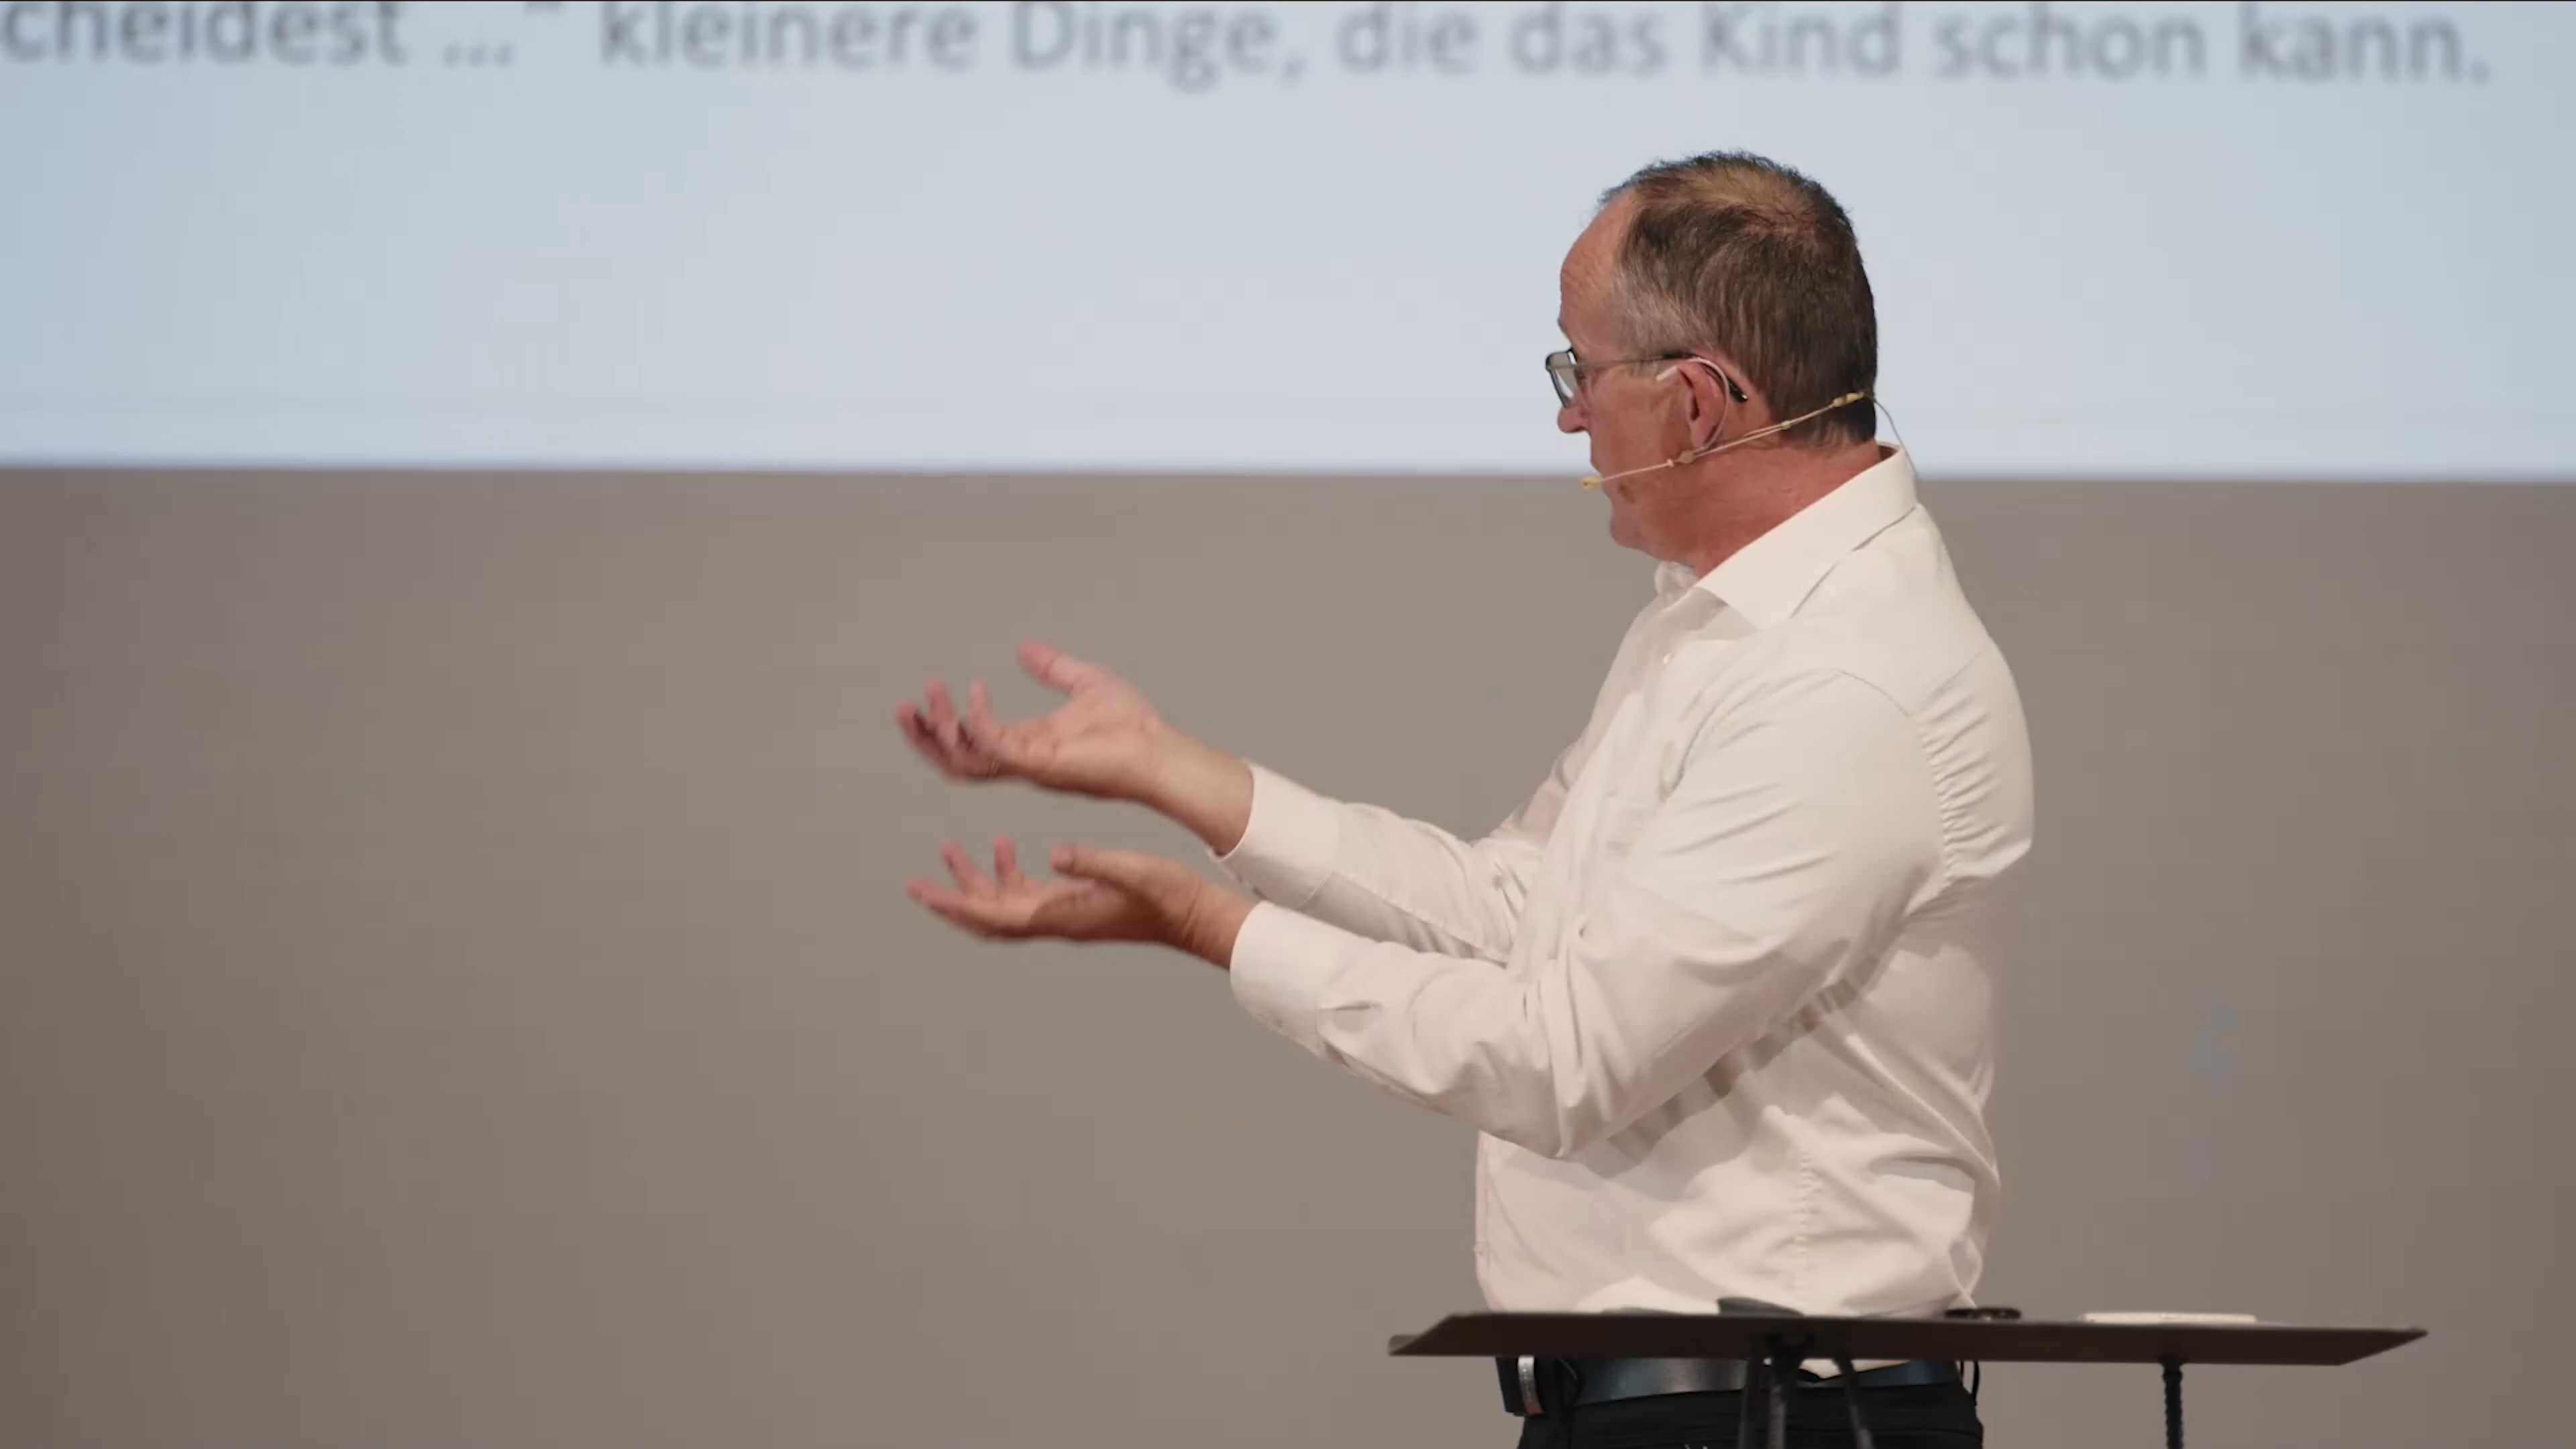 cheidest ..." kleinere Dinge, die das Kind schon kann.